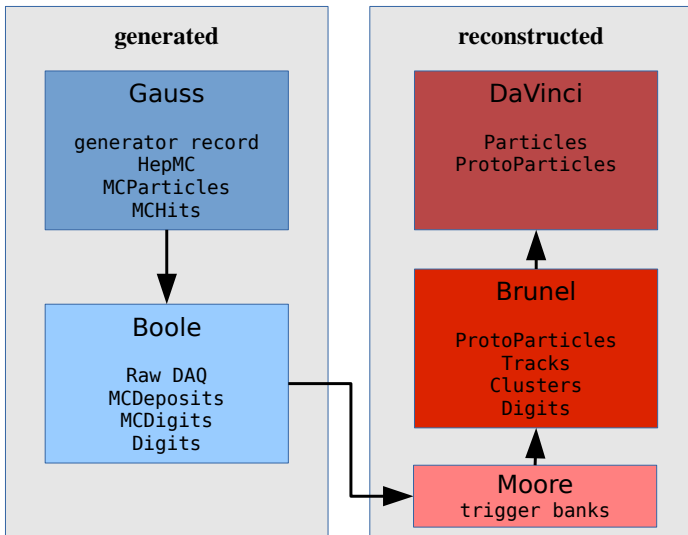 generated
Gauss
generator record
HepMC
MCParticles
MCHits
Boole
Raw DAQ
MCDeposits
MCDigits
Digits
reconstructed
DaVinci
Particles
ProtoParticles
Brunel
ProtoParticles
Tracks
Clusters
Digits
Moore
trigger banks